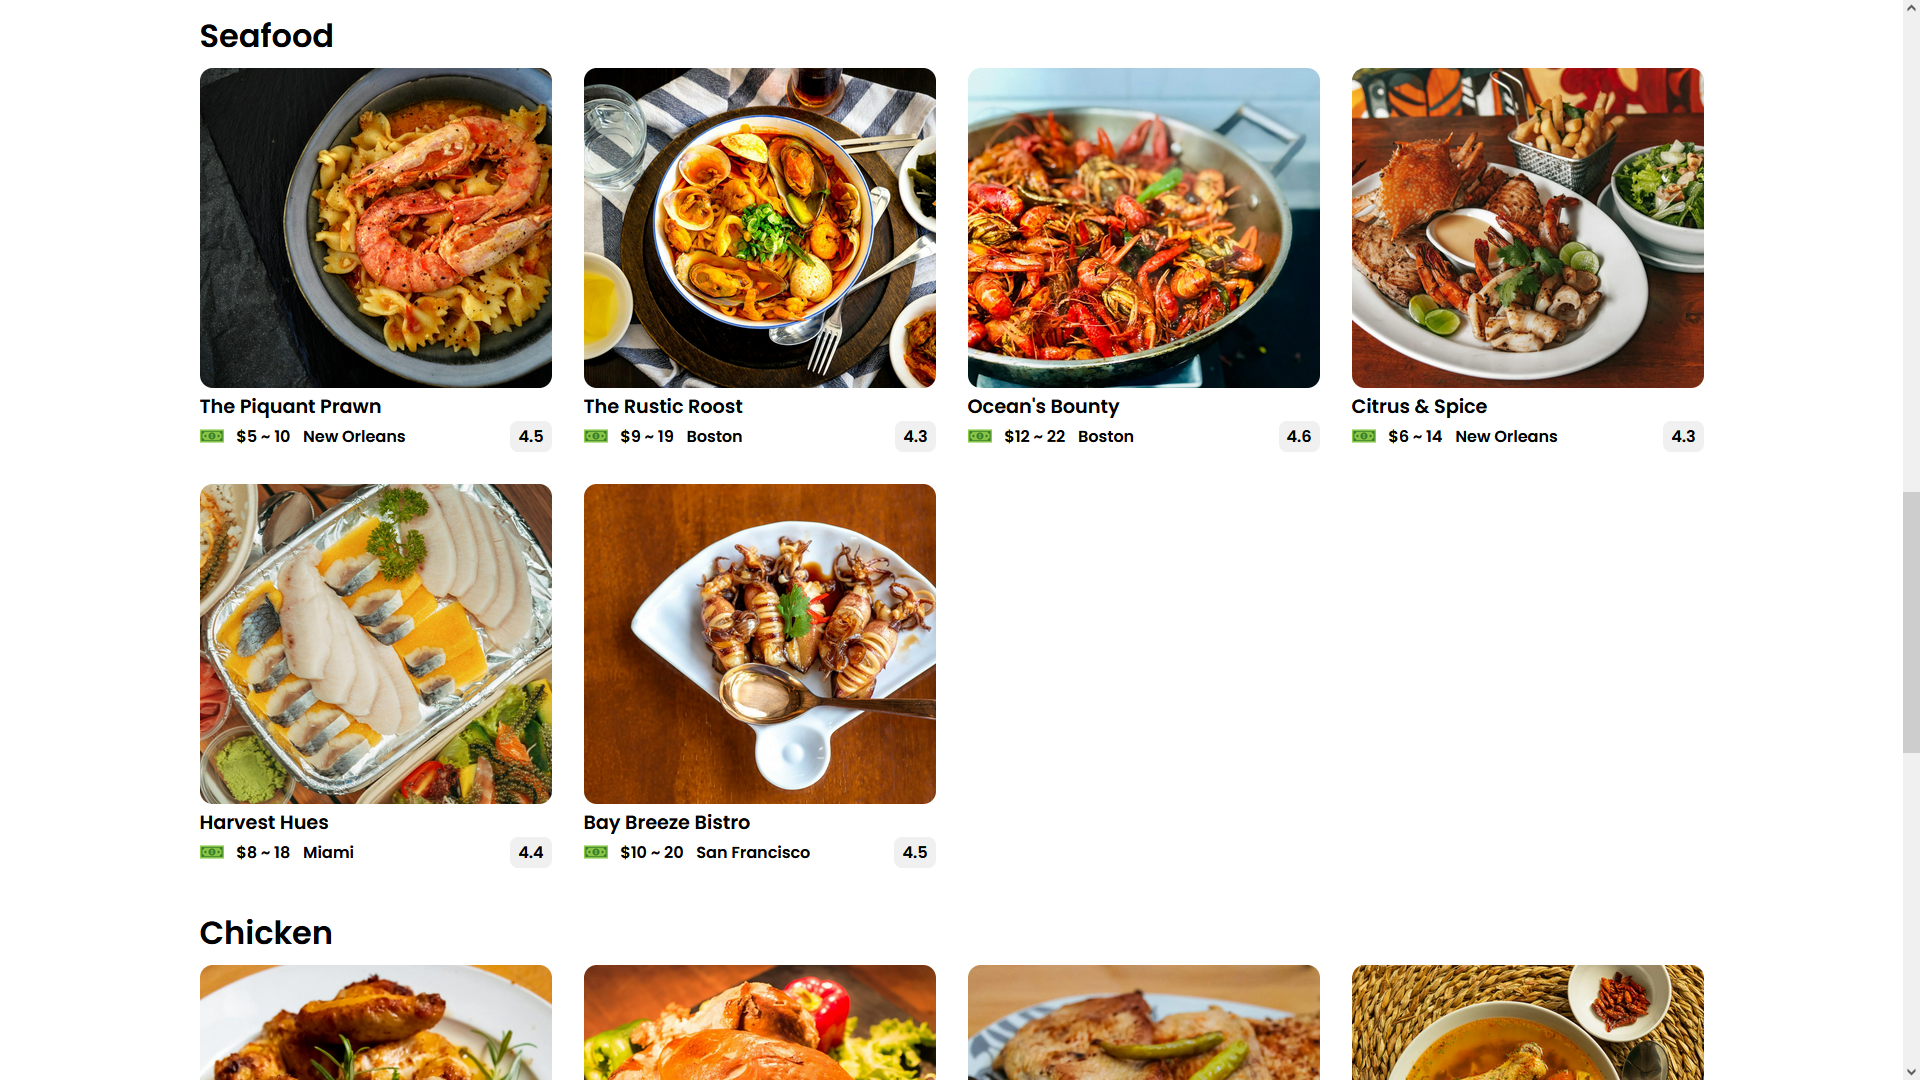 Seafood
The Piquant Prawn
$5 ~ 10 New Orleans 4.5
The Rustic Roost
$9 ~ 19 Boston 4.3
Ocean's Bounty
$12 ~ 22 Boston 4.6
Citrus & Spice
$6 ~ 14 New Orleans 4.3
Harvest Hues
$8 ~ 18 Miami 4.4
Bay Breeze Bistro
$10 ~ 20 San Francisco 4.5
Chicken